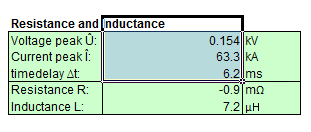 Resistance and Inductance
Voltage peak Û: 0.154 kV
Current peak Î: 63.3 kA
timedelay Δt: 6.2 ms
Resistance R: -0.9 mΩ
Inductance L: 7.2 µH